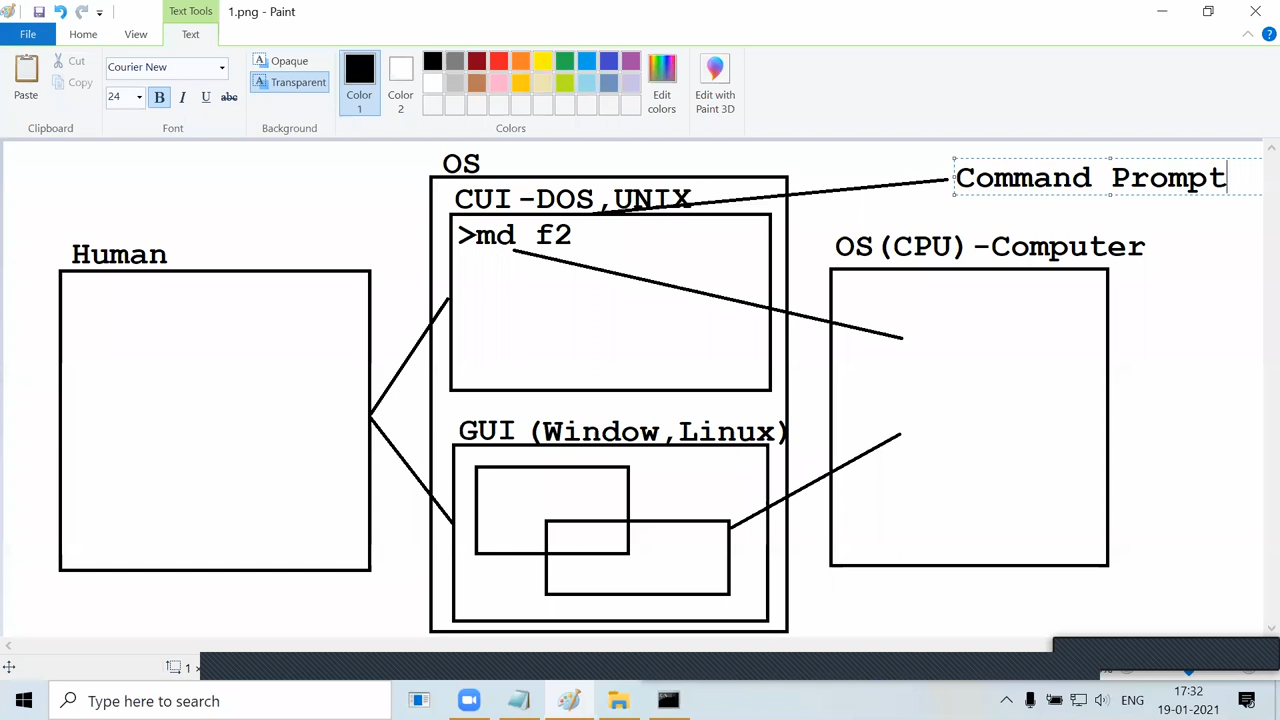 Text Tools
1.png - Paint
File
Home
View
Text
?
Paste
Cut
Copy
Clipboard
Courier New
24
B
I
U
abc
Font
A
Opaque
A
Transparent
Background
Color
1
Color
2
Colors
Edit
colors
Edit with
Paint 3D
OS
CUI-DOS,UNIX
>md f2
Command Prompt
Human
OS(CPU)-Computer
GUI (Window,Linux)
1
Type here to search
ENG
17:32
19-01-2021